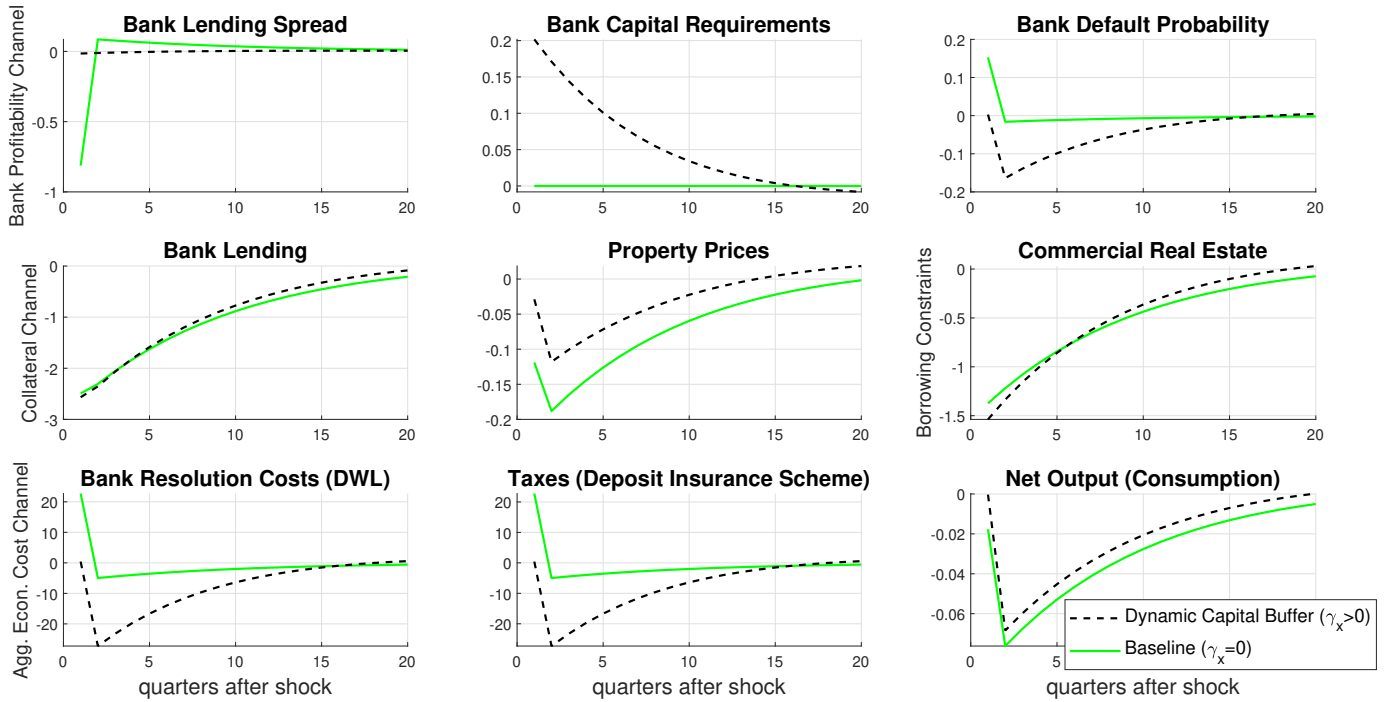 Bank Lending Spread
Bank Profitability Channel
0
-0.5
-1
0 5 10 15 20
Bank Capital Requirements
0.2
0.15
0.1
0.05
0
0 5 10 15 20
Bank Default Probability
0.2
0.1
0
-0.1
-0.2
0 5 10 15 20
Bank Lending
Collateral Channel
0
-1
-2
-3
0 5 10 15 20
Property Prices
0
-0.05
-0.1
-0.15
-0.2
0 5 10 15 20
Commercial Real Estate
Borrowing Constraints
0
-0.5
-1
-1.5
0 5 10 15 20
Bank Resolution Costs (DWL)
Agg. Econ. Cost Channel
20
10
0
-10
-20
0 5 10 15 20
quarters after shock
Taxes (Deposit Insurance Scheme)
20
10
0
-10
-20
0 5 10 15 20
quarters after shock
Net Output (Consumption)
0
-0.02
-0.04
-0.06
0 5
Dynamic Capital Buffer (γx>0)
Baseline (γx=0)
quarters after shock